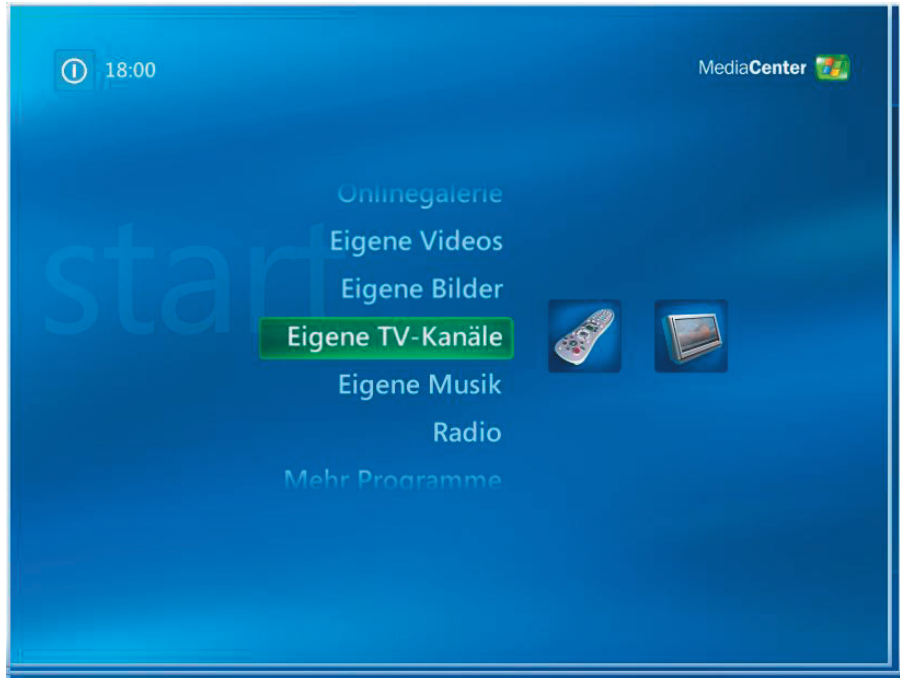 18:00
MediaCenter
start
Onlinegalerie
Eigene Videos
Eigene Bilder
Eigene TV-Kanäle
Eigene Musik
Radio
Mehr Programme